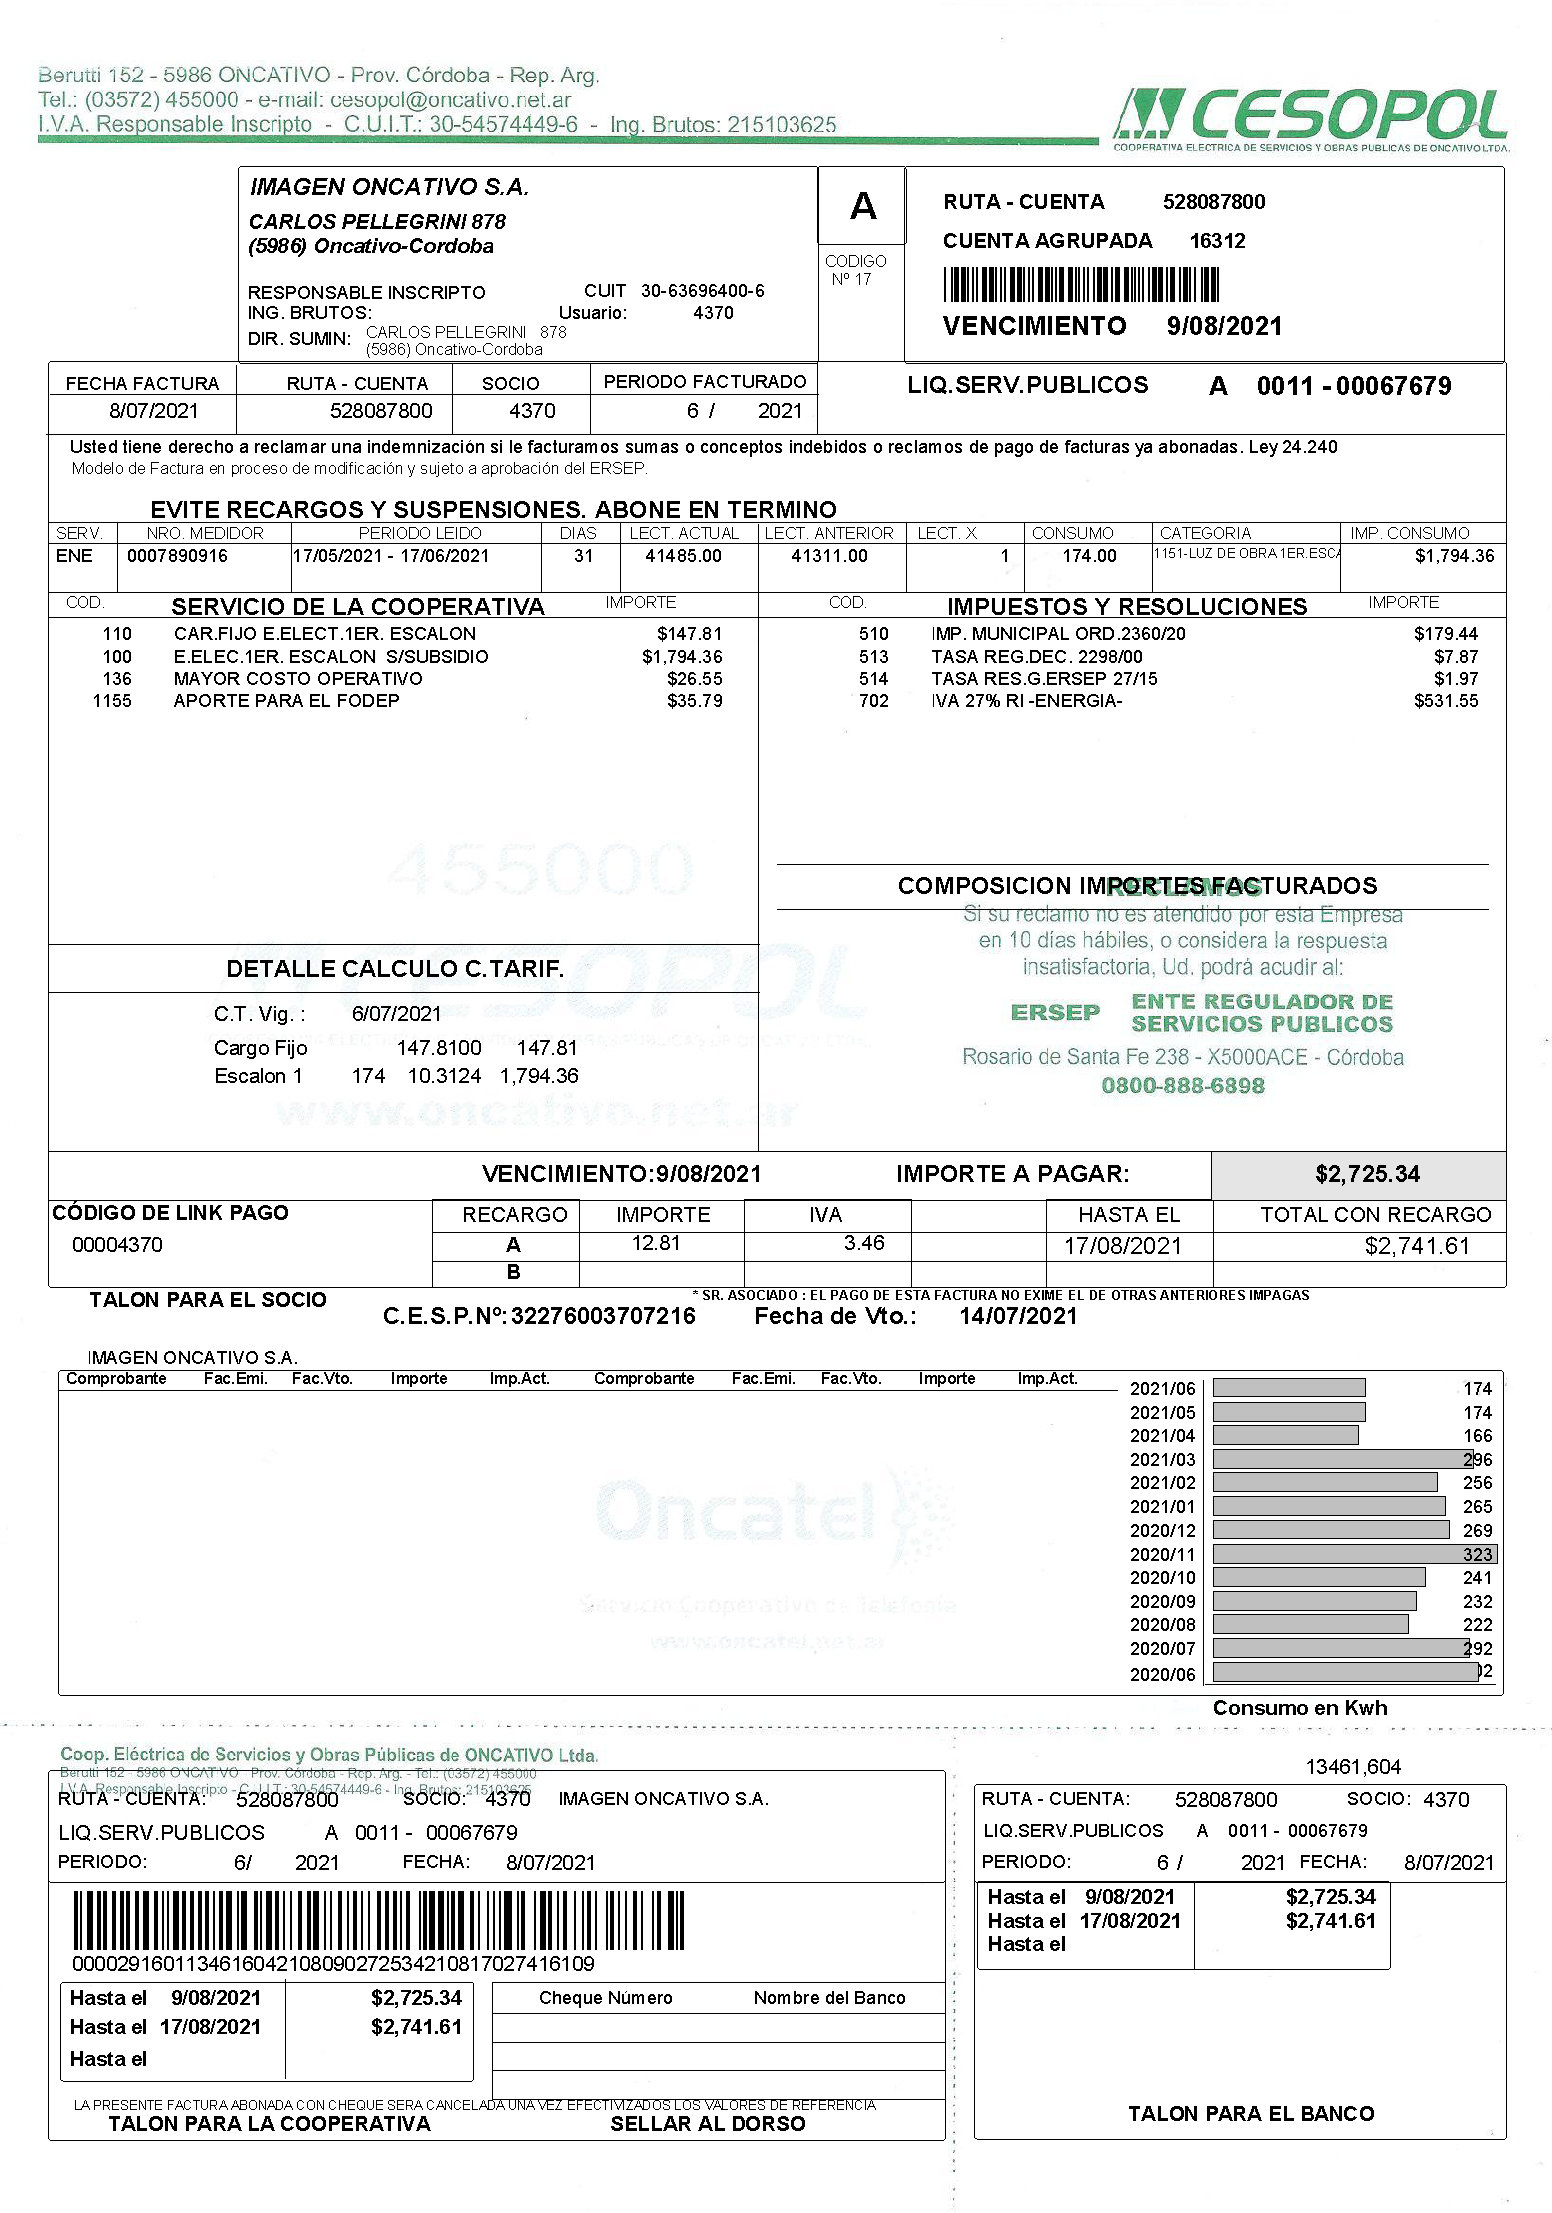 Berutti 152 - 5986 ONCATIVO - Prov. Córdoba - Rep. Arg.
Tel.: (03572) 455000 - e-mail: cesopol@oncativo.net.ar
I.V.A. Responsable Inscripto - C.U.I.T.: 30-54574449-6 - Ing. Brutos: 215103625
CESOPOL
COOPERATIVA ELECTRICA DE SERVICIOS Y OBRAS PUBLICAS DE ONCATIVO LTDA.
IMAGEN ONCATIVO S.A.
CARLOS PELLEGRINI 878
(5986) Oncativo-Cordoba
RESPONSABLE INSCRIPTO CUIT 30-63696400-6
ING. BRUTOS: Usuario: 4370
DIR. SUMIN: CARLOS PELLEGRINI 878
(5986) Oncativo-Cordoba
A
CODIGO
Nº 17
RUTA - CUENTA 528087800
CUENTA AGRUPADA 16312
VENCIMIENTO 9/08/2021
FECHA FACTURA RUTA - CUENTA SOCIO PERIODO FACTURADO
8/07/2021 528087800 4370 6 / 2021
LIQ.SERV.PUBLICOS A 0011 - 00067679
Usted tiene derecho a reclamar una indemnización si le facturamos sumas o conceptos indebidos o reclamos de pago de facturas ya abonadas. Ley 24.240
Modelo de Factura en proceso de modificación y sujeto a aprobación del ERSEP.
EVITE RECARGOS Y SUSPENSIONES. ABONE EN TERMINO
SERV. NRO. MEDIDOR PERIODO LEIDO DIAS LECT. ACTUAL LECT. ANTERIOR LECT. X CONSUMO CATEGORIA IMP. CONSUMO
ENE 0007890916 17/05/2021 - 17/06/2021 31 41485.00 41311.00 1 174.00 1151-LUZ DE OBRA 1ER.ESCA $1,794.36
COD. SERVICIO DE LA COOPERATIVA IMPORTE COD. IMPUESTOS Y RESOLUCIONES IMPORTE
110 CAR.FIJO E.ELECT.1ER. ESCALON $147.81 510 IMP. MUNICIPAL ORD.2360/20 $179.44
100 E.ELEC.1ER. ESCALON S/SUBSIDIO $1,794.36 513 TASA REG.DEC. 2298/00 $7.87
136 MAYOR COSTO OPERATIVO $26.55 514 TASA RES.G.ERSEP 27/15 $1.97
1155 APORTE PARA EL FODEP $35.79 702 IVA 27% RI -ENERGIA- $531.55
455000
CESOPOL
www.oncativo.net.ar
COMPOSICION IMPORTES FACTURADOS
RECLAMOS
Si su reclamo no es atendido por esta Empresa
en 10 días hábiles, o considera la respuesta
insatisfactoria, Ud. podrá acudir al:
ERSEP ENTE REGULADOR DE
SERVICIOS PUBLICOS
Rosario de Santa Fe 238 - X5000ACE - Córdoba
0800-888-6898
DETALLE CALCULO C.TARIF.
C.T. Vig. : 6/07/2021
Cargo Fijo 147.8100 147.81
Escalon 1 174 10.3124 1,794.36
VENCIMIENTO:9/08/2021 IMPORTE A PAGAR: $2,725.34
CÓDIGO DE LINK PAGO RECARGO IMPORTE IVA HASTA EL TOTAL CON RECARGO
00004370 A 12.81 3.46 17/08/2021 $2,741.61
B
TALON PARA EL SOCIO * SR. ASOCIADO : EL PAGO DE ESTA FACTURA NO EXIME EL DE OTRAS ANTERIORES IMPAGAS
C.E.S.P.Nº: 32276003707216 Fecha de Vto.: 14/07/2021
IMAGEN ONCATIVO S.A.
Comprobante Fac.Emi. Fac.Vto. Importe Imp.Act. Comprobante Fac.Emi. Fac.Vto. Importe Imp.Act.
2021/06 174
2021/05 174
2021/04 166
2021/03 296
2021/02 256
2021/01 265
2020/12 269
2020/11 323
2020/10 241
2020/09 232
2020/08 222
2020/07 292
2020/06
Consumo en Kwh
Oncatel
Servicio Cooperativo de Telefonía
www.oncatel.net.ar
Coop. Eléctrica de Servicios y Obras Públicas de ONCATIVO Ltda.
Berutti 152 - 5986 ONCATIVO - Prov. Córdoba - Rep. Arg. - Tel.: (03572) 455000
I.V.A. Responsable Inscripto - C.U.I.T.: 30-54574449-6 - Ing. Brutos: 215103625
RUTA - CUENTA: 528087800 SOCIO: 4370 IMAGEN ONCATIVO S.A.
LIQ.SERV.PUBLICOS A 0011 - 00067679
PERIODO: 6/ 2021 FECHA: 8/07/2021
00002916011346160421080902725342108170274161​09
Hasta el 9/08/2021 $2,725.34
Hasta el 17/08/2021 $2,741.61
Hasta el
Cheque Número Nombre del Banco
LA PRESENTE FACTURA ABONADA CON CHEQUE SERA CANCELADA UNA VEZ EFECTIVIZADOS LOS VALORES DE REFERENCIA
TALON PARA LA COOPERATIVA SELLAR AL DORSO
13461,604
RUTA - CUENTA: 528087800 SOCIO: 4370
LIQ.SERV.PUBLICOS A 0011 - 00067679
PERIODO: 6 / 2021 FECHA: 8/07/2021
Hasta el 9/08/2021 $2,725.34
Hasta el 17/08/2021 $2,741.61
Hasta el
TALON PARA EL BANCO